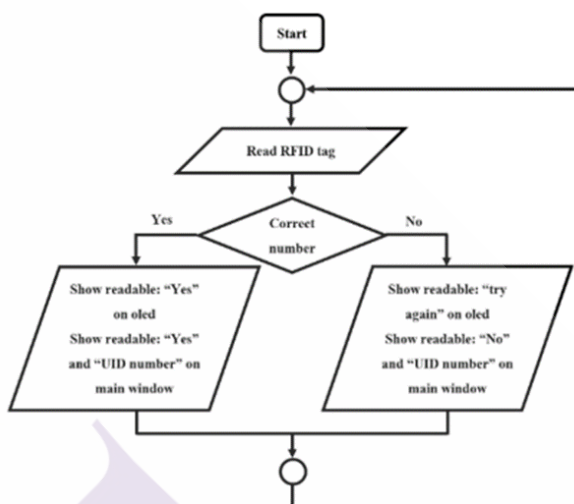 Start
Read RFID tag
Correct
number
Yes
No
Show readable: “Yes”
on oled
Show readable: “Yes”
and “UID number” on
main window
Show readable: “try
again” on oled
Show readable: “No”
and “UID number” on
main window